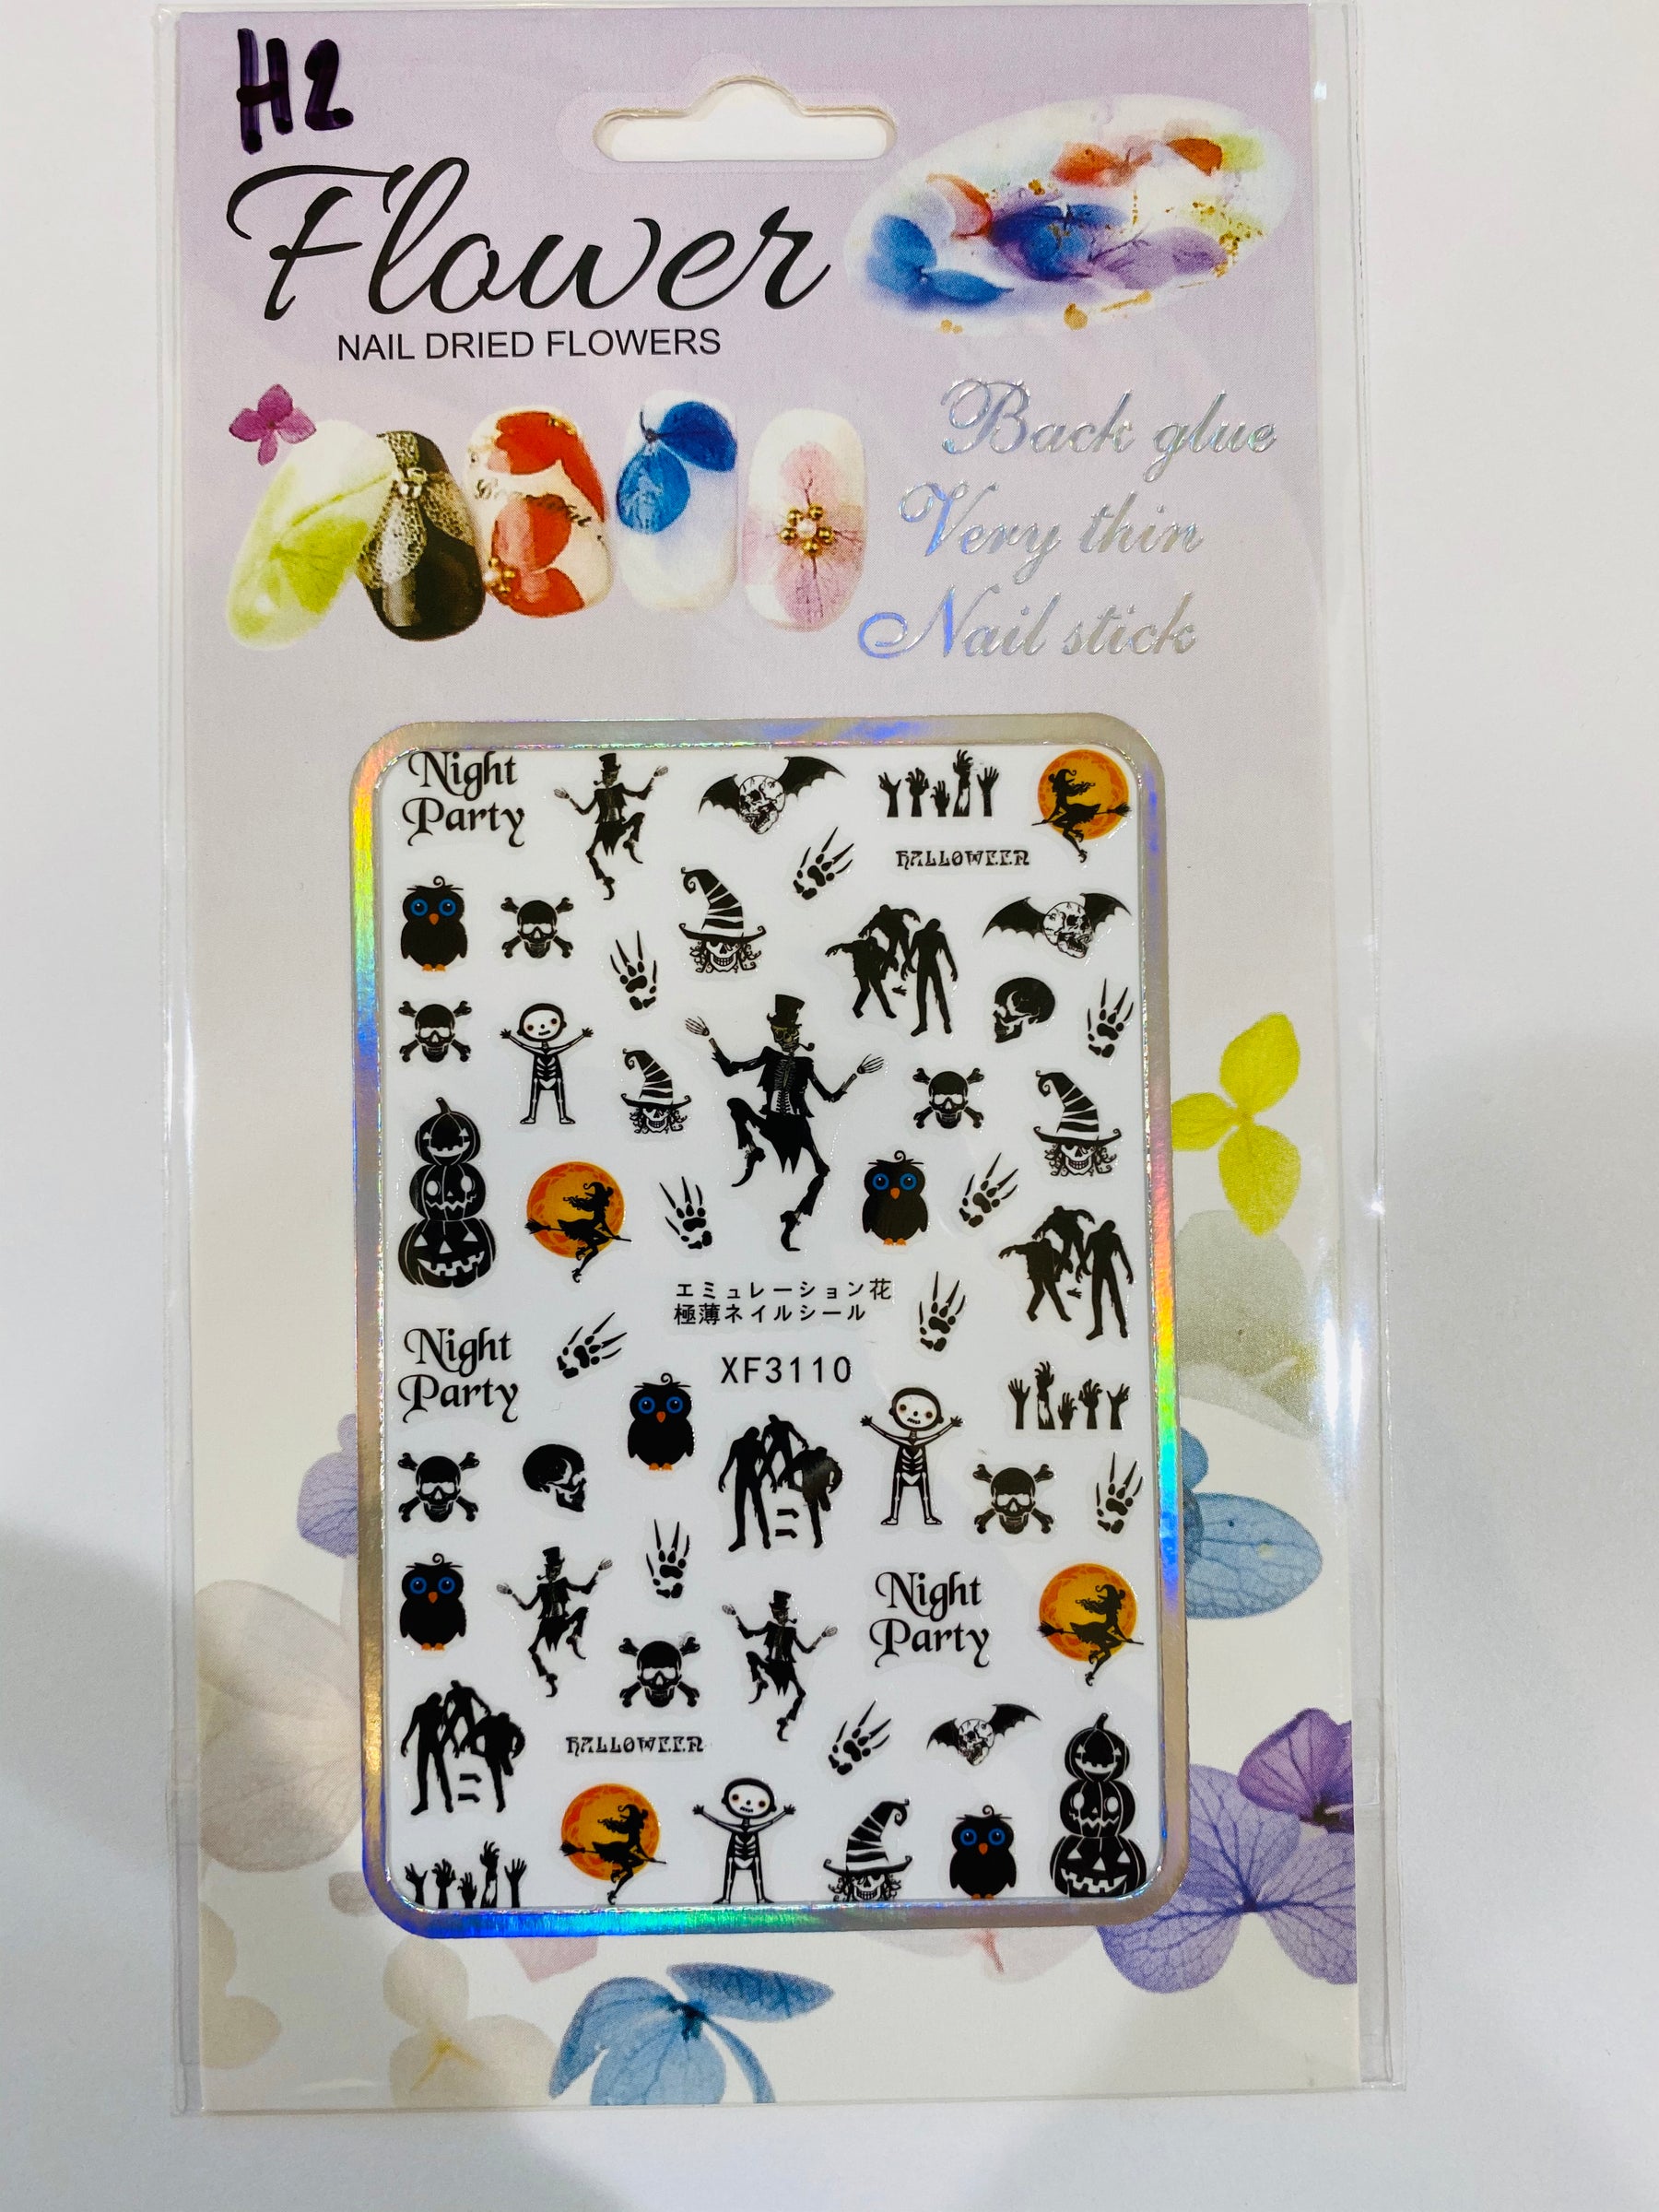 H2
Flower
NAIL DRIED FLOWERS
Back glue
Very thin
Nail stick
Night
Party
HALLOWEEN
エミュレーション花
極薄ネイルシール
XF3110
Night
Party
Night
Party
HALLOWEEN